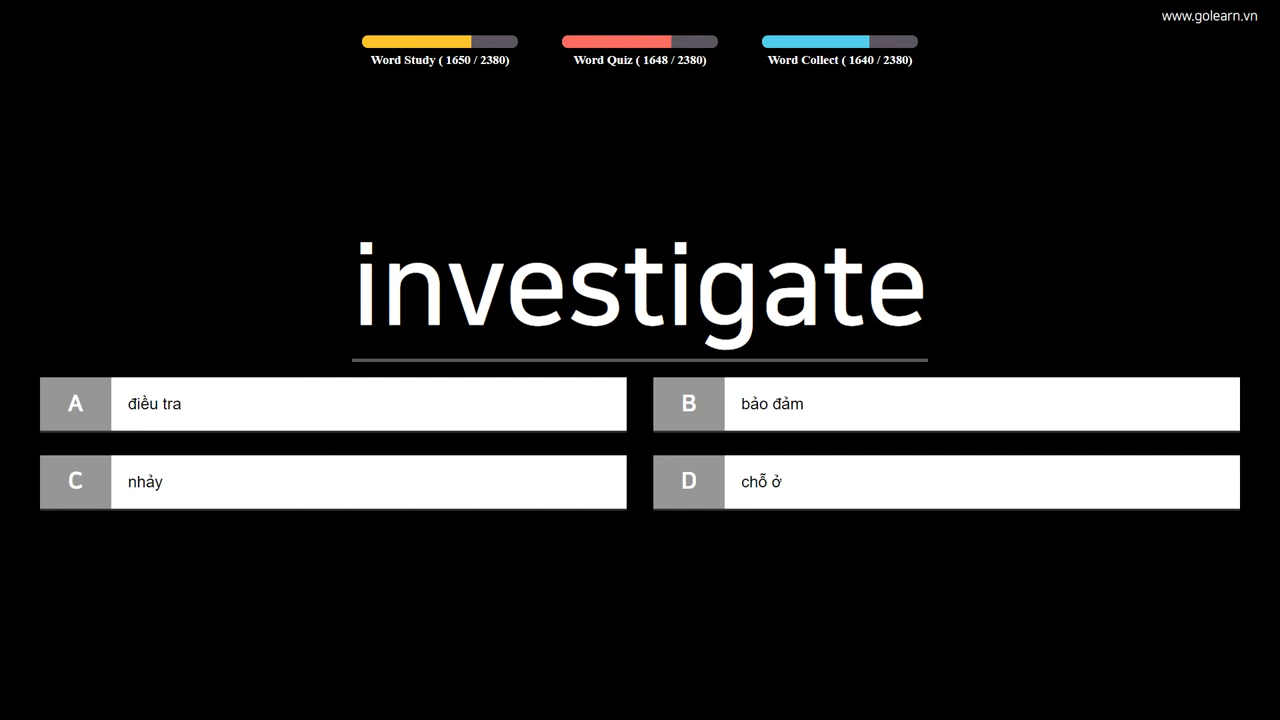 www.golearn.vn
Word Study ( 1650 / 2380)
Word Quiz ( 1648 / 2380)
Word Collect ( 1640 / 2380)
investigate
A điều tra
B bảo đảm
C nhảy
D chỗ ở